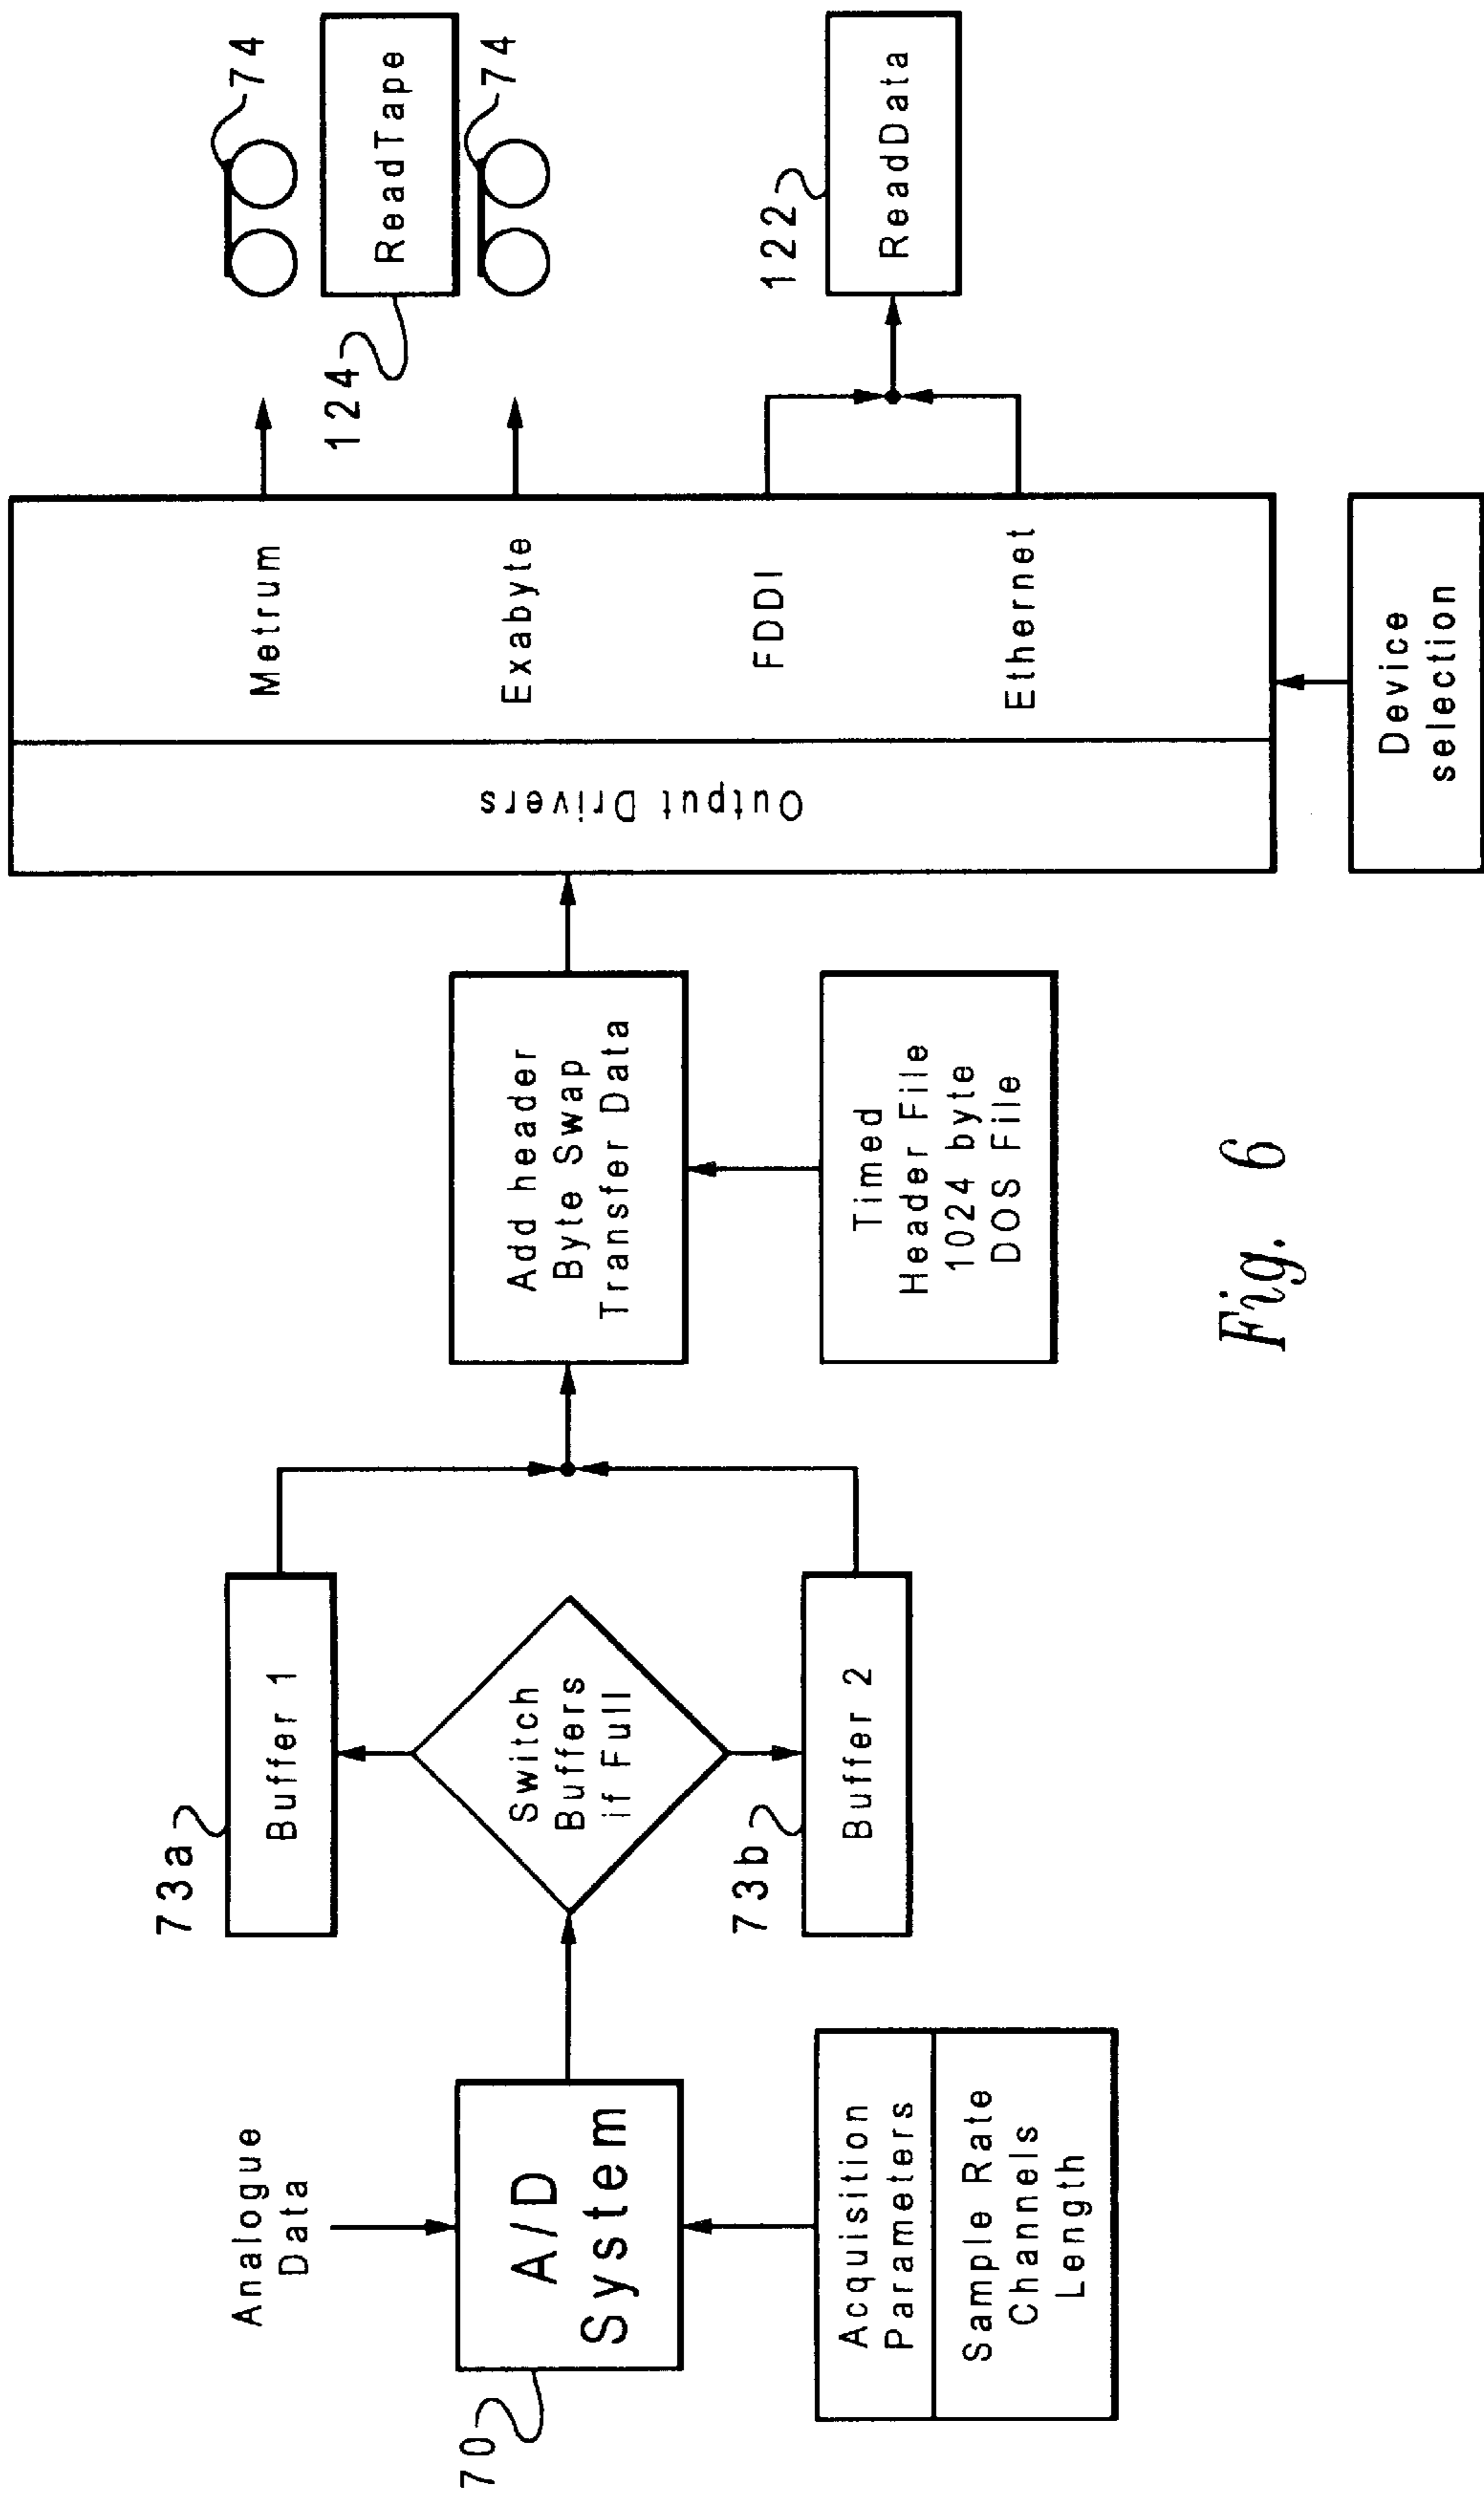 Analogue
Data
70
A/D
System
Acquisition
Parameters
Sample Rate
Channels
Length
73a
Buffer 1
Switch
Buffers
if Full
73b
Buffer 2
Add header
Byte Swap
Transfer Data
Timed
Header File
1024 byte
DOS File
Output Drivers
Metrum
Exabyte
FDDI
Ethernet
Device
selection
74
124
ReadTape
74
122
ReadData
Fig. 6